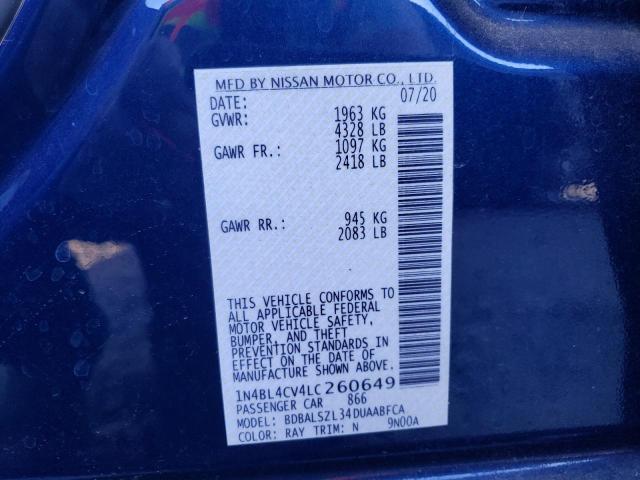 MFD BY NISSAN MOTOR CO., LTD.
DATE: 07/20
GVWR: 1963 KG
4328 LB
GAWR FR.: 1097 KG
2418 LB
GAWR RR.: 945 KG
2083 LB
THIS VEHICLE CONFORMS TO
ALL APPLICABLE FEDERAL
MOTOR VEHICLE SAFETY,
BUMPER, AND THEFT
PREVENTION STANDARDS IN
EFFECT ON THE DATE OF
MANUFACTURE SHOWN ABOVE.
1N4BL4CV4LC260649
PASSENGER CAR 866
MODEL: BDBALSZL34DUAABFCA
COLOR: RAY TRIM: N 9N00A